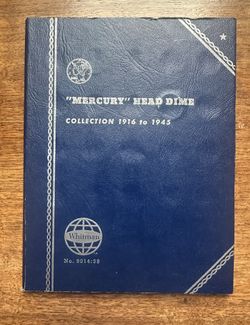 "MERCURY" HEAD DIME
COLLECTION 1916 to 1945
Whitman
No. 9014:28